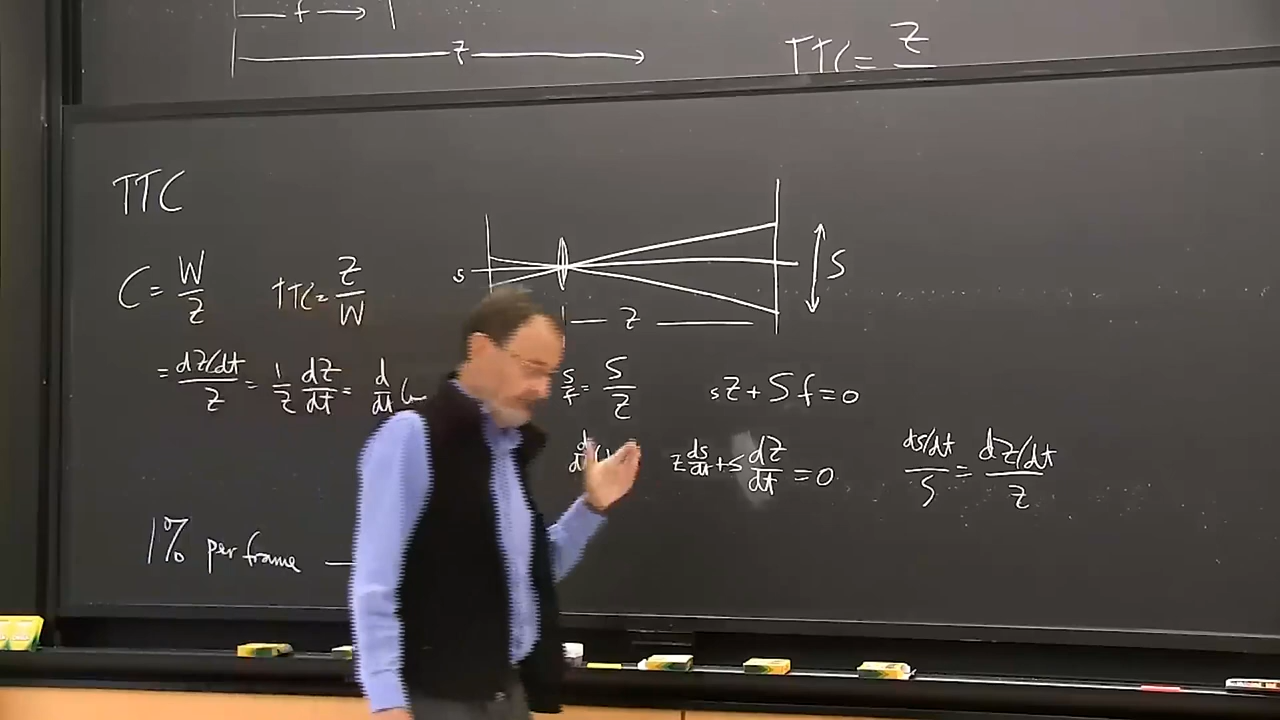 f
Z
TTC = Z
TTC
C = W/Z TTC = Z/W
s
S
Z
= dZ/dt / Z = 1/Z dZ/dt = d/dt
s/f = S/Z sZ + Sf = 0
Z ds/dt + s dZ/dt = 0 ds/dt / s = dZ/dt / Z
1% per frame —